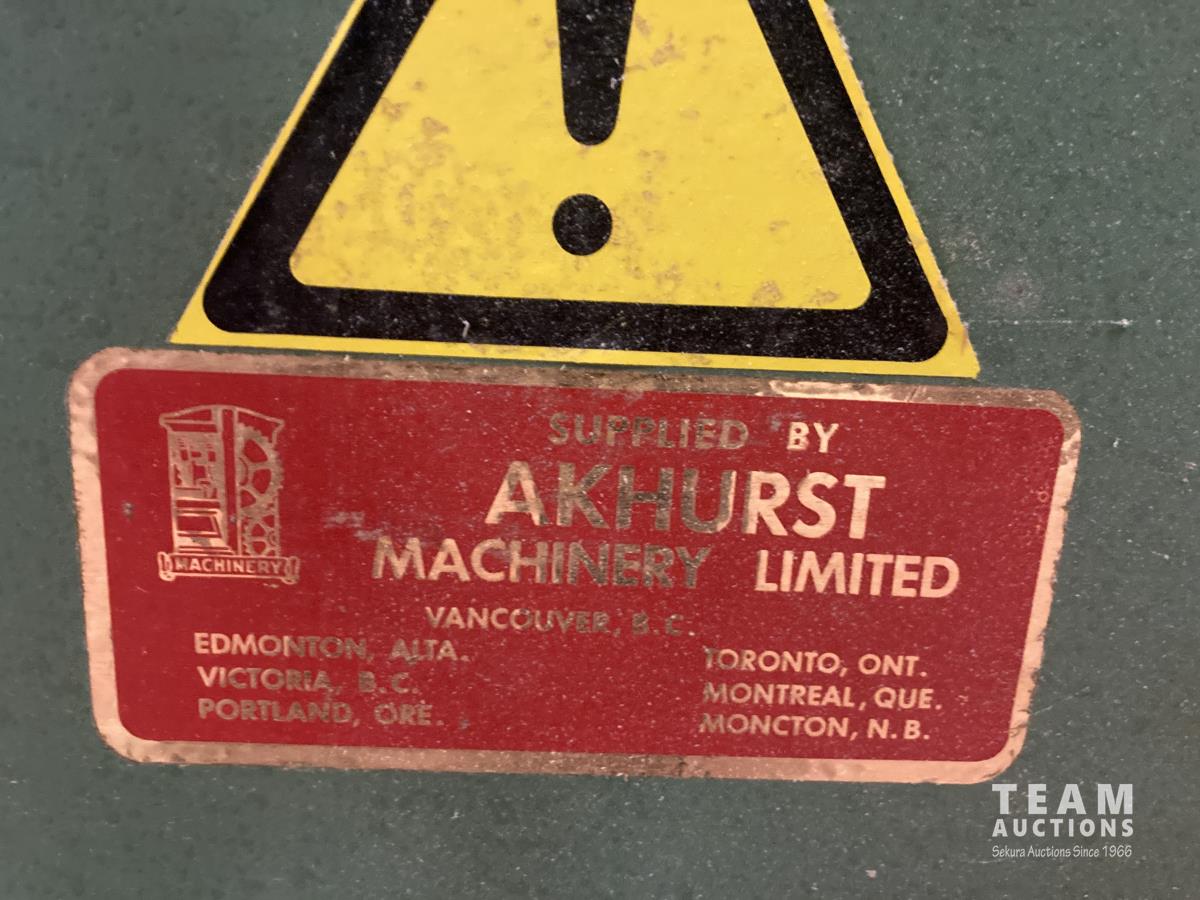 SUPPLIED BY
AKHURST
MACHINERY LIMITED
MACHINERY
VANCOUVER, B.C.
EDMONTON, ALTA.
VICTORIA, B.C.
PORTLAND, ORE.
TORONTO, ONT.
MONTREAL, QUE.
MONCTON, N.B.
TEAM
AUCTIONS
Sekura Auctions Since 1966